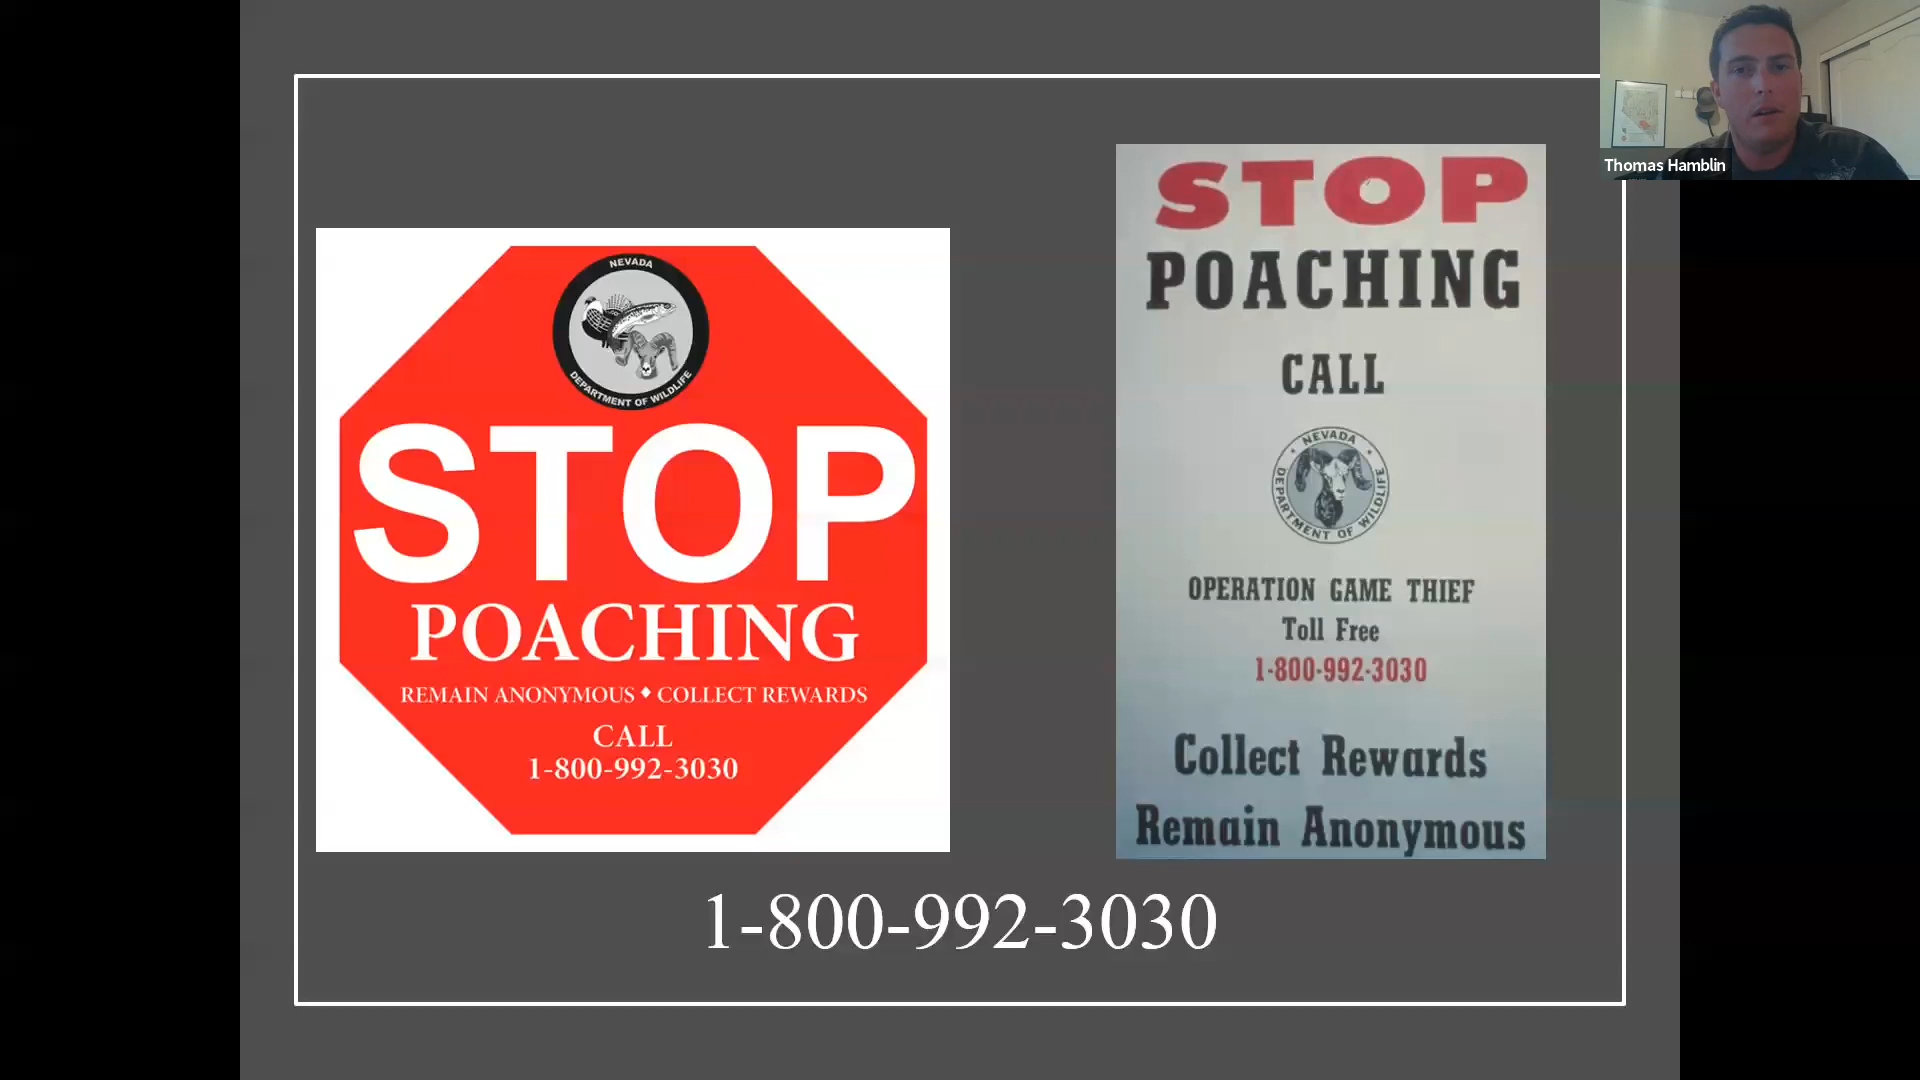 NEVADA
DEPARTMENT OF WILDLIFE
STOP
POACHING
REMAIN ANONYMOUS ♦ COLLECT REWARDS
CALL
1-800-992-3030
STOP
POACHING
CALL
NEVADA
DEPARTMENT OF WILDLIFE
OPERATION GAME THIEF
Toll Free
1-800-992-3030
Collect Rewards
Remain Anonymous
1-800-992-3030
Thomas Hamblin